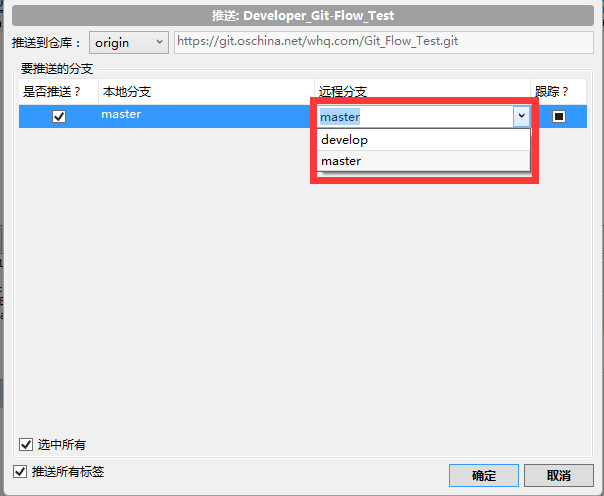 推送: Developer_Git-Flow_Test
推送到仓库： origin https://git.oschina.net/whq.com/Git_Flow_Test.git
要推送的分支
是否推送？ 本地分支 远程分支 跟踪？
master master
develop
master
选中所有
推送所有标签
确定 取消